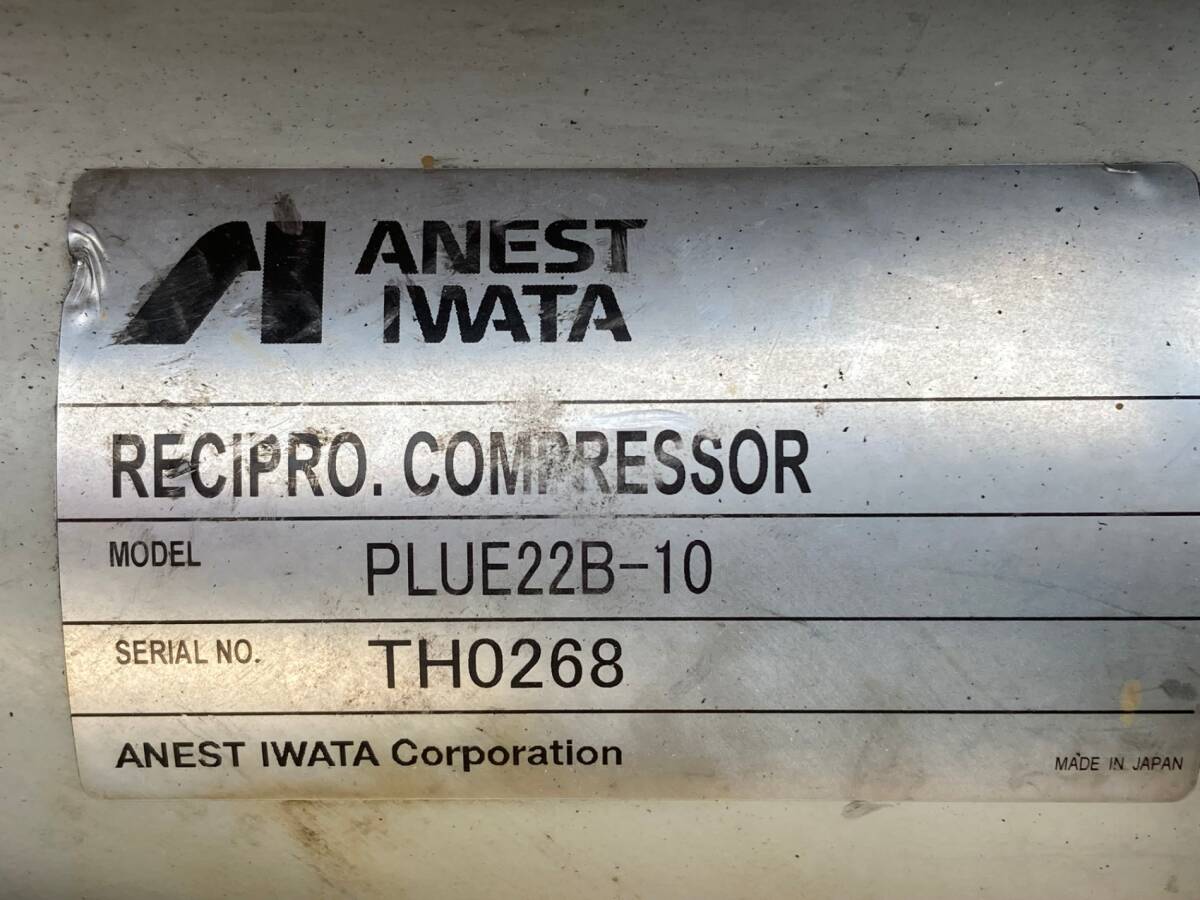 ANEST
IWATA
RECIPRO. COMPRESSOR
MODEL PLUE22B-10
SERIAL NO. TH0268
ANEST IWATA Corporation
MADE IN JAPAN